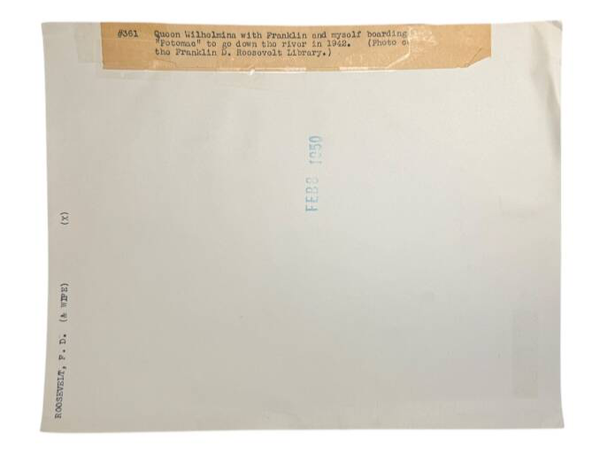 #361 Queen Wilhelmina with Franklin and myself boarding
"Potomac" to go down the river in 1942. (Photo
the Franklin D. Roosevelt Library.)
FEB 8 1950
ROOSEVELT, F. D. (& WIFE) (X)